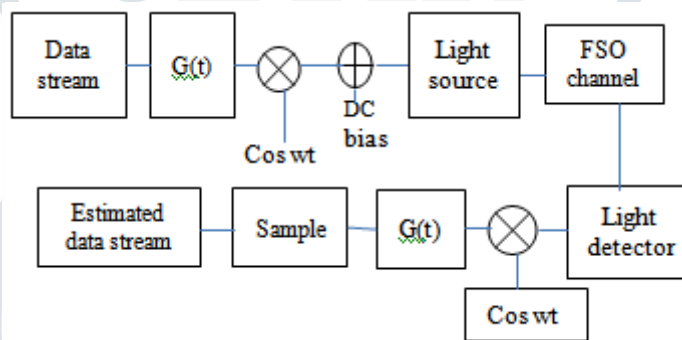 Data
stream
G(t)
Cos wt
DC
bias
Light
source
FSO
channel
Estimated
data stream
Sample
G(t)
Light
detector
Cos wt